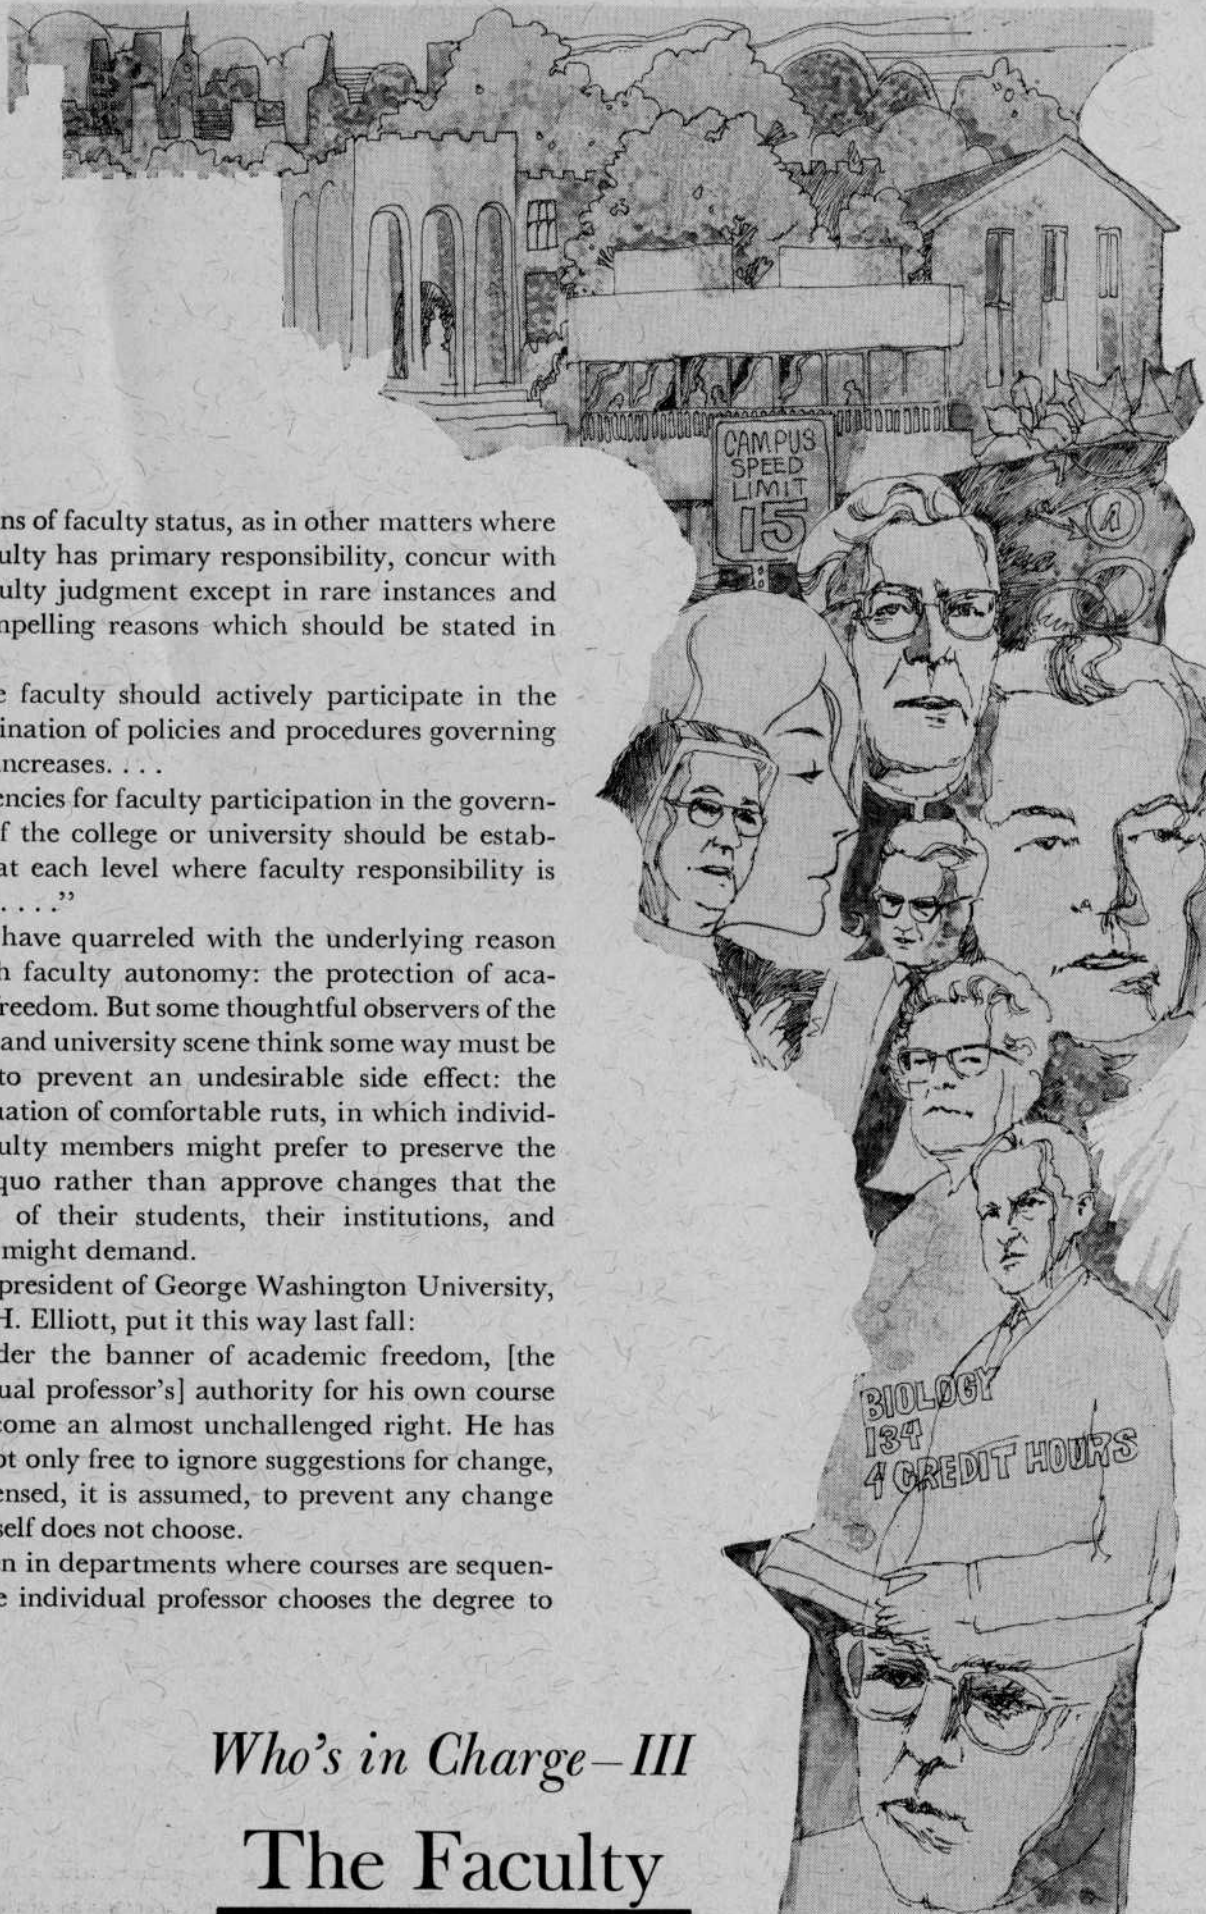 ns of faculty status, as in other matters where
ulty has primary responsibility, concur with
ulty judgment except in rare instances and
npelling reasons which should be stated in
e faculty should actively participate in the
ination of policies and procedures governing
increases. . . .
encies for faculty participation in the govern-
f the college or university should be estab-
at each level where faculty responsibility is
. . . .”
have quarreled with the underlying reason
h faculty autonomy: the protection of aca-
reedom. But some thoughtful observers of the
and university scene think some way must be
to prevent an undesirable side effect: the
uation of comfortable ruts, in which individ-
ulty members might prefer to preserve the
quo rather than approve changes that the
of their students, their institutions, and
might demand.
president of George Washington University,
H. Elliott, put it this way last fall:
der the banner of academic freedom, [the
ual professor's] authority for his own course
come an almost unchallenged right. He has
ot only free to ignore suggestions for change,
ensed, it is assumed, to prevent any change
self does not choose.
n in departments where courses are sequen-
e individual professor chooses the degree to
CAMPUS
SPEED
LIMIT
15
A
BIOLOGY
134
4 CREDIT HOURS
Who's in Charge–III
The Faculty